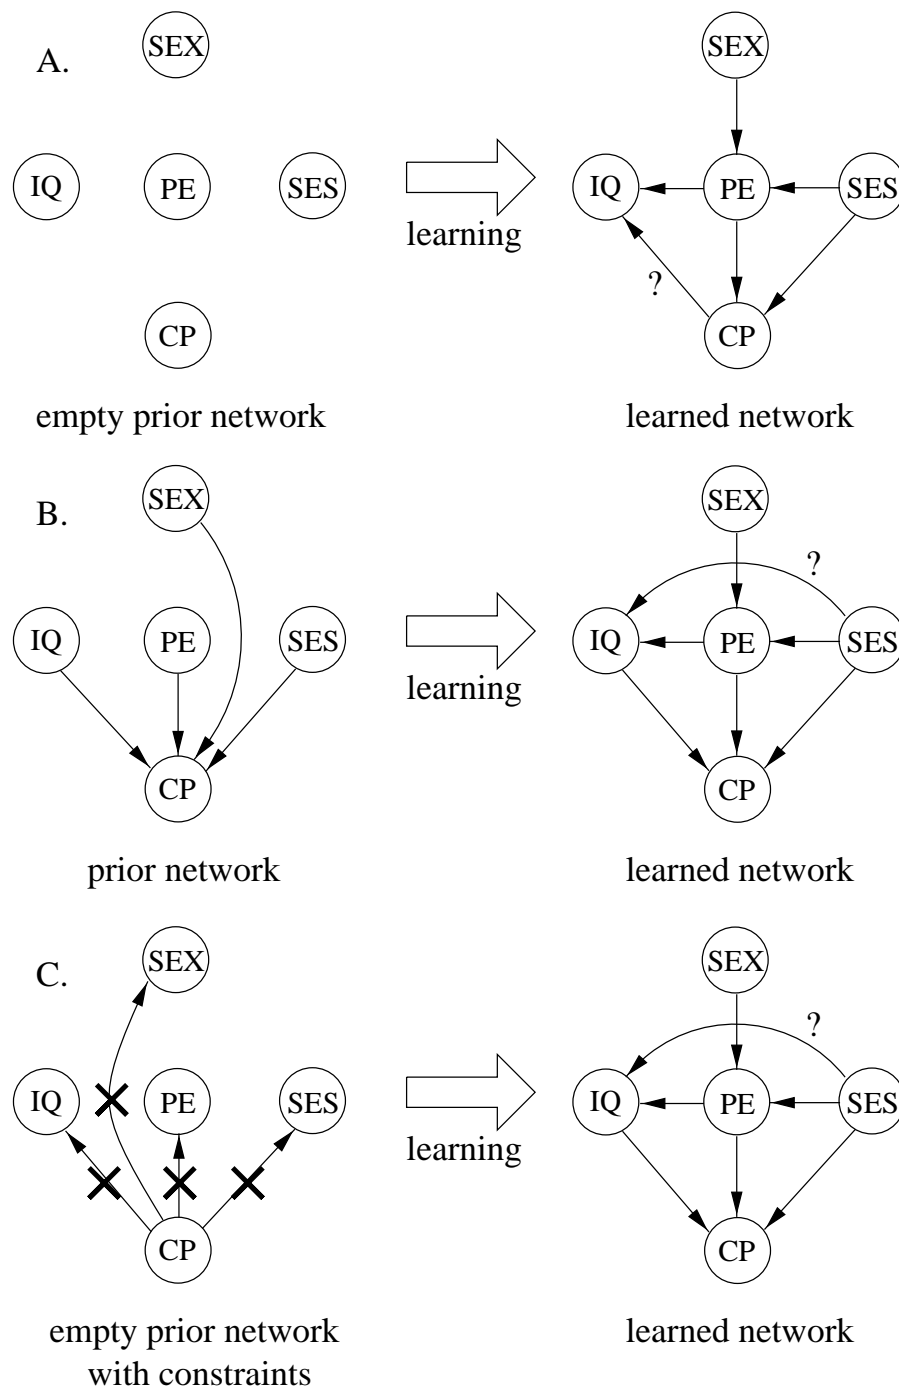 A.
SEX
IQ
PE
SES
CP
empty prior network
learning
SEX
IQ
PE
SES
?
CP
learned network
B.
SEX
IQ
PE
SES
CP
prior network
learning
SEX
?
IQ
PE
SES
CP
learned network
C.
SEX
IQ
PE
SES
CP
empty prior network
with constraints
learning
SEX
?
IQ
PE
SES
CP
learned network